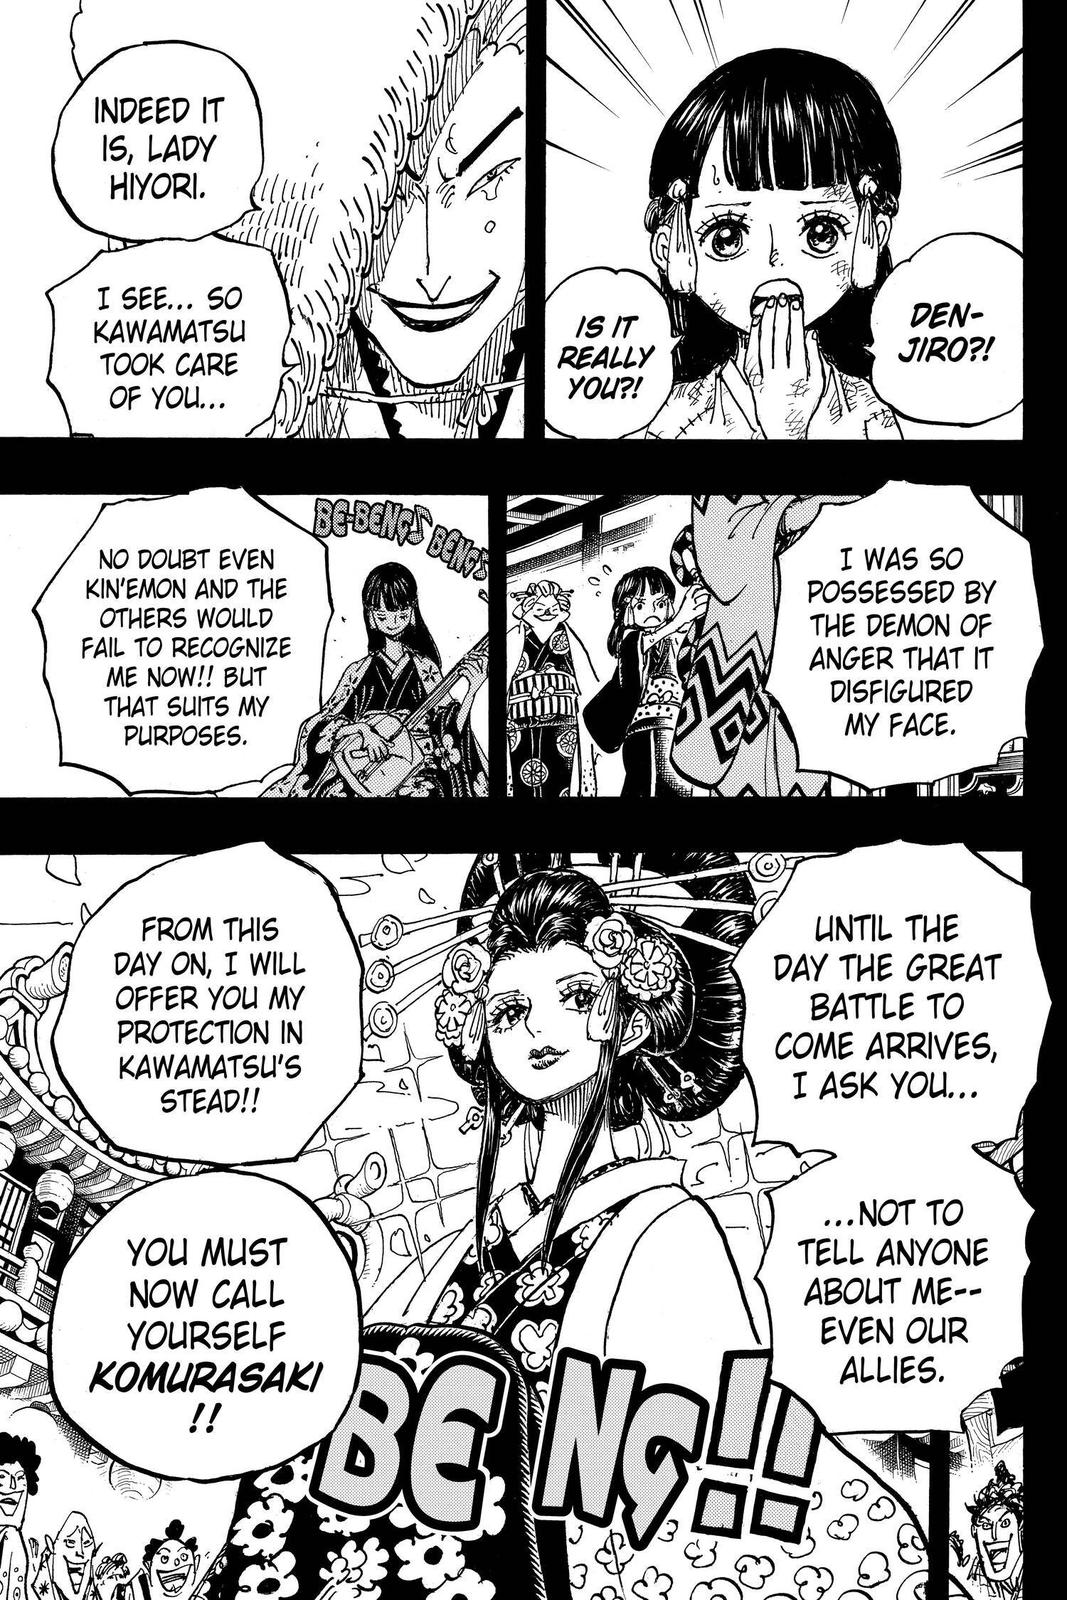 DEN-
JIRO?!
IS IT
REALLY
YOU?!
INDEED IT
IS, LADY
HIYORI.
I SEE... SO
KAWAMATSU
TOOK CARE
OF YOU...
I WAS SO
POSSESSED BY
THE DEMON OF
ANGER THAT IT
DISFIGURED
MY FACE.
BE-BENG♪ BENG♪
NO DOUBT EVEN
KIN'EMON AND THE
OTHERS WOULD
FAIL TO RECOGNIZE
ME NOW!! BUT
THAT SUITS MY
PURPOSES.
UNTIL THE
DAY THE GREAT
BATTLE TO
COME ARRIVES,
I ASK YOU...
...NOT TO
TELL ANYONE
ABOUT ME--
EVEN OUR
ALLIES.
FROM THIS
DAY ON, I WILL
OFFER YOU MY
PROTECTION IN
KAWAMATSU'S
STEAD!!
YOU MUST
NOW CALL
YOURSELF
KOMURASAKI
!!
BENG!!